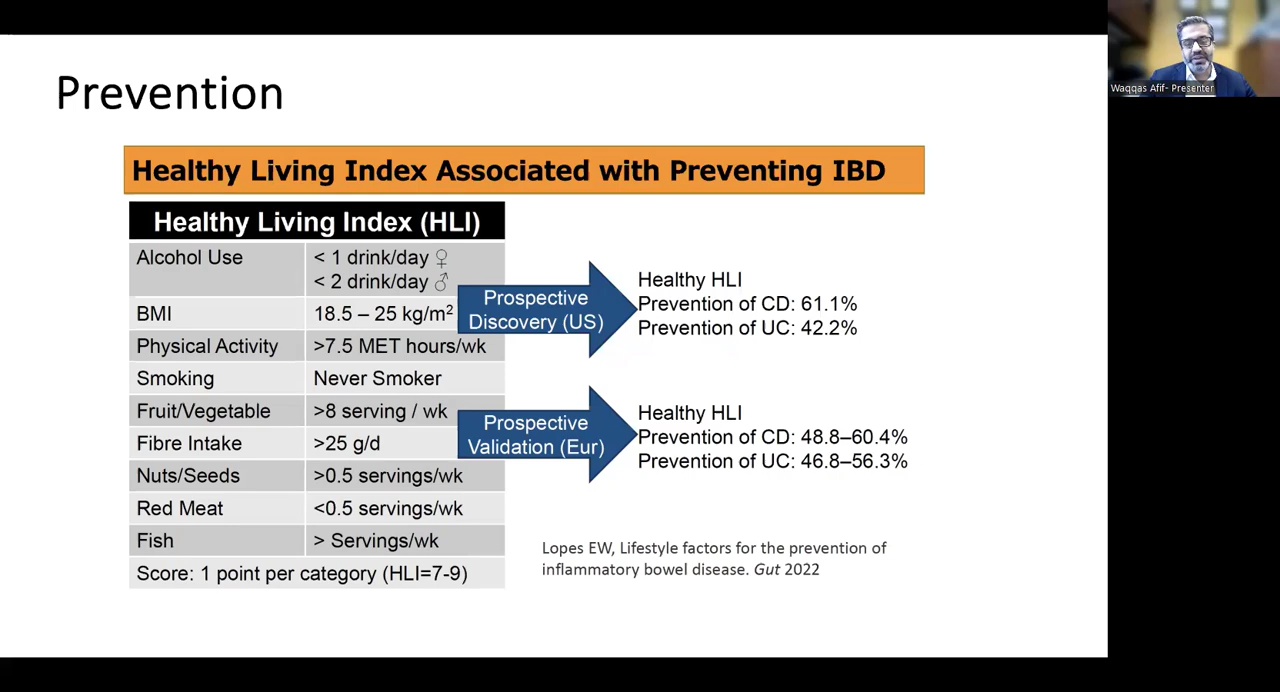 Prevention
Waqqas Afif- Presenter
Healthy Living Index Associated with Preventing IBD
Healthy Living Index (HLI)
Alcohol Use < 1 drink/day ♀
< 2 drink/day ♂
BMI 18.5 – 25 kg/m²
Physical Activity >7.5 MET hours/wk
Smoking Never Smoker
Fruit/Vegetable >8 serving / wk
Fibre Intake >25 g/d
Nuts/Seeds >0.5 servings/wk
Red Meat <0.5 servings/wk
Fish > Servings/wk
Score: 1 point per category (HLI=7-9)
Prospective
Discovery (US)
Healthy HLI
Prevention of CD: 61.1%
Prevention of UC: 42.2%
Prospective
Validation (Eur)
Healthy HLI
Prevention of CD: 48.8–60.4%
Prevention of UC: 46.8–56.3%
Lopes EW, Lifestyle factors for the prevention of
inflammatory bowel disease. Gut 2022